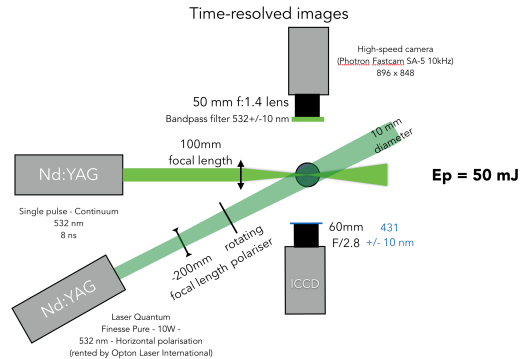 Time-resolved images
High-speed camera
(Photron Fastcam SA-5 10kHz)
896 x 848
50 mm f:1.4 lens
Bandpass filter 532+/-10 nm
10 mm
diameter
100mm
focal length
Nd:YAG
Ep = 50 mJ
Single pulse - Continuum
532 nm
8 ns
rotating
polariser
-200mm
focal length
60mm
F/2.8
431
+/- 10 nm
ICCD
Nd:YAG
Laser Quantum
Finesse Pure - 10W -
532 nm - Horizontal polarisation
(rented by Opton Laser International)